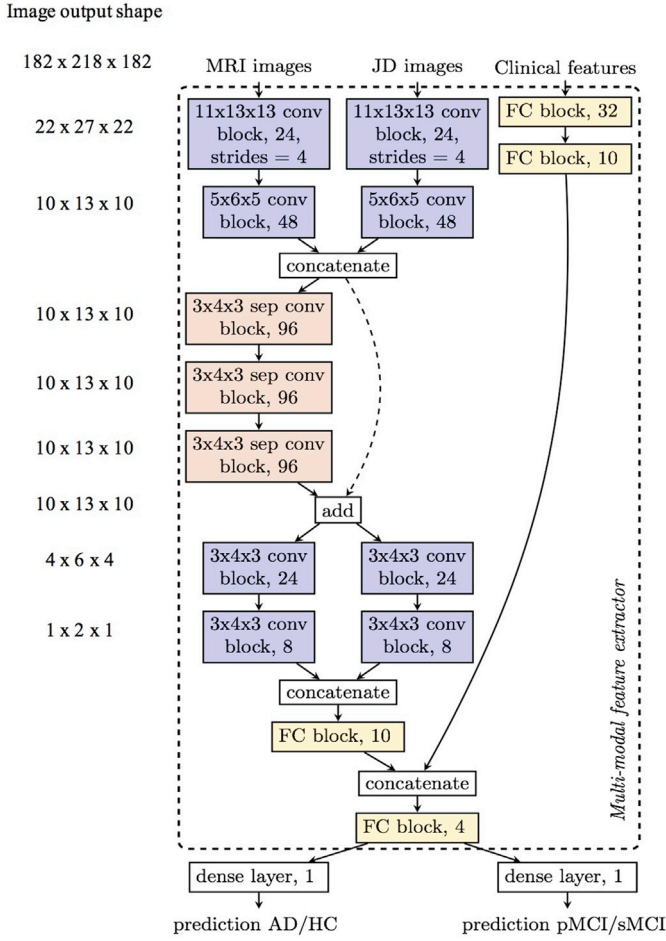 Image output shape
182 x 218 x 182
MRI images
JD images
Clinical features
22 x 27 x 22
11x13x13 conv
block, 24,
strides = 4
11x13x13 conv
block, 24,
strides = 4
FC block, 32
FC block, 10
10 x 13 x 10
5x6x5 conv
block, 48
5x6x5 conv
block, 48
concatenate
10 x 13 x 10
3x4x3 sep conv
block, 96
10 x 13 x 10
3x4x3 sep conv
block, 96
10 x 13 x 10
3x4x3 sep conv
block, 96
10 x 13 x 10
add
4 x 6 x 4
3x4x3 conv
block, 24
3x4x3 conv
block, 24
1 x 2 x 1
3x4x3 conv
block, 8
3x4x3 conv
block, 8
concatenate
FC block, 10
concatenate
FC block, 4
Multi-modal feature extractor
dense layer, 1
dense layer, 1
prediction AD/HC
prediction pMCI/sMCI